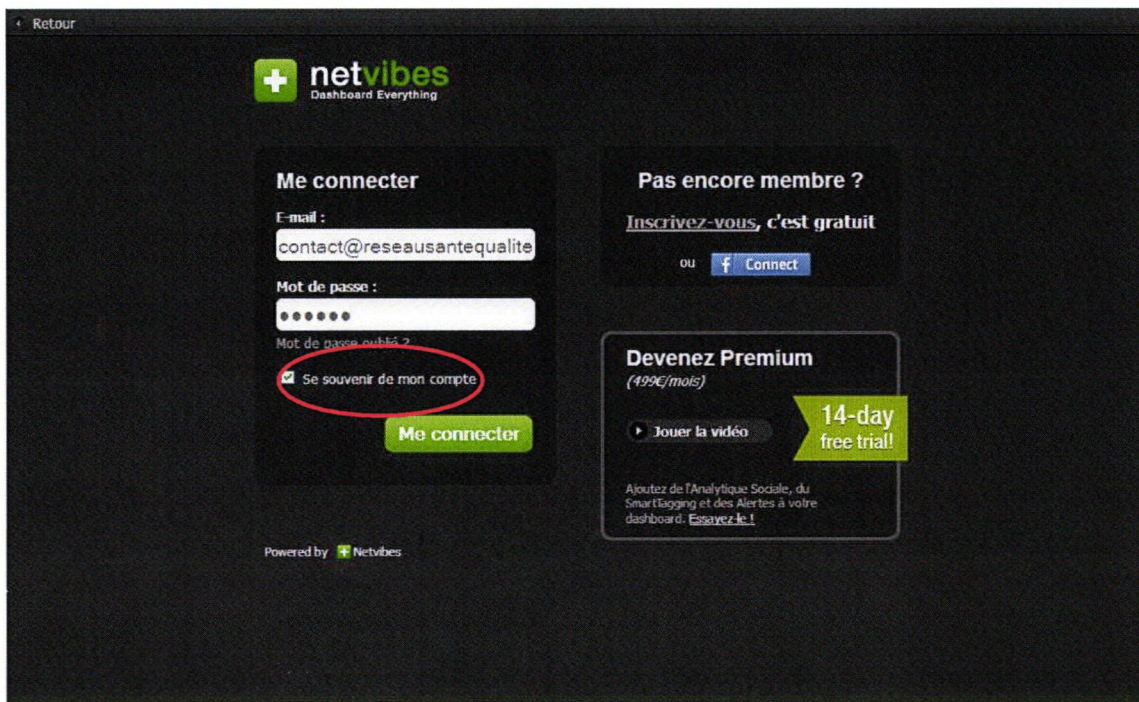 Retour
netvibes
Dashboard Everything
Me connecter
E-mail :
contact@reseausantequalite
Mot de passe :
Mot de passe oublié ?
Se souvenir de mon compte
Me connecter
Powered by Netvibes
Pas encore membre ?
Inscrivez-vous, c'est gratuit
ou f Connect
Devenez Premium
(499€/mois)
Jouer la vidéo
14-day
free trial!
Ajoutez de l'Analytique Sociale, du
SmartTagging et des Alertes à votre
dashboard. Essayez-le !